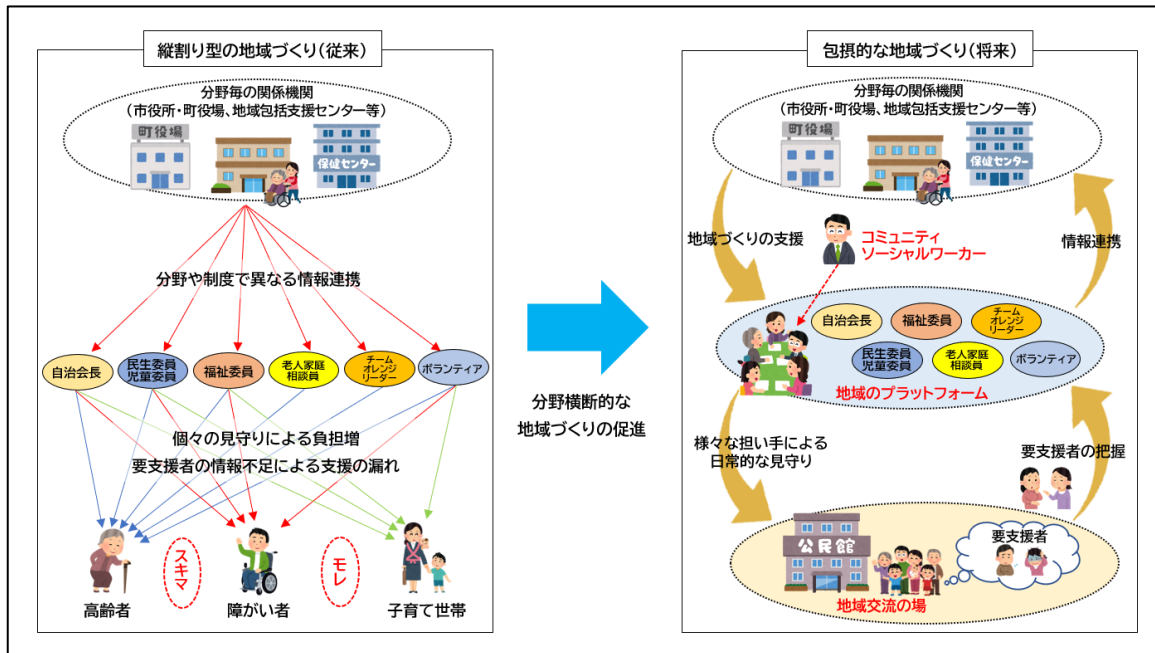 縦割り型の地域づくり(従来)
分野毎の関係機関
(市役所・町役場、地域包括支援センター等)
町役場
保健センター
分野や制度で異なる情報連携
自治会長
民生委員
児童委員
福祉委員
老人家庭
相談員
チーム
オレンジ
リーダー
ボランティア
個々の見守りによる負担増
要支援者の情報不足による支援の漏れ
スキマ
モレ
高齢者
障がい者
子育て世帯
分野横断的な
地域づくりの促進
包摂的な地域づくり(将来)
分野毎の関係機関
(市役所・町役場、地域包括支援センター等)
町役場
保健センター
地域づくりの支援
コミュニティ
ソーシャルワーカー
情報連携
自治会長
福祉委員
チーム
オレンジ
リーダー
民生委員
児童委員
老人家庭
相談員
ボランティア
地域のプラットフォーム
様々な担い手による
日常的な見守り
要支援者の把握
公民館
要支援者
地域交流の場